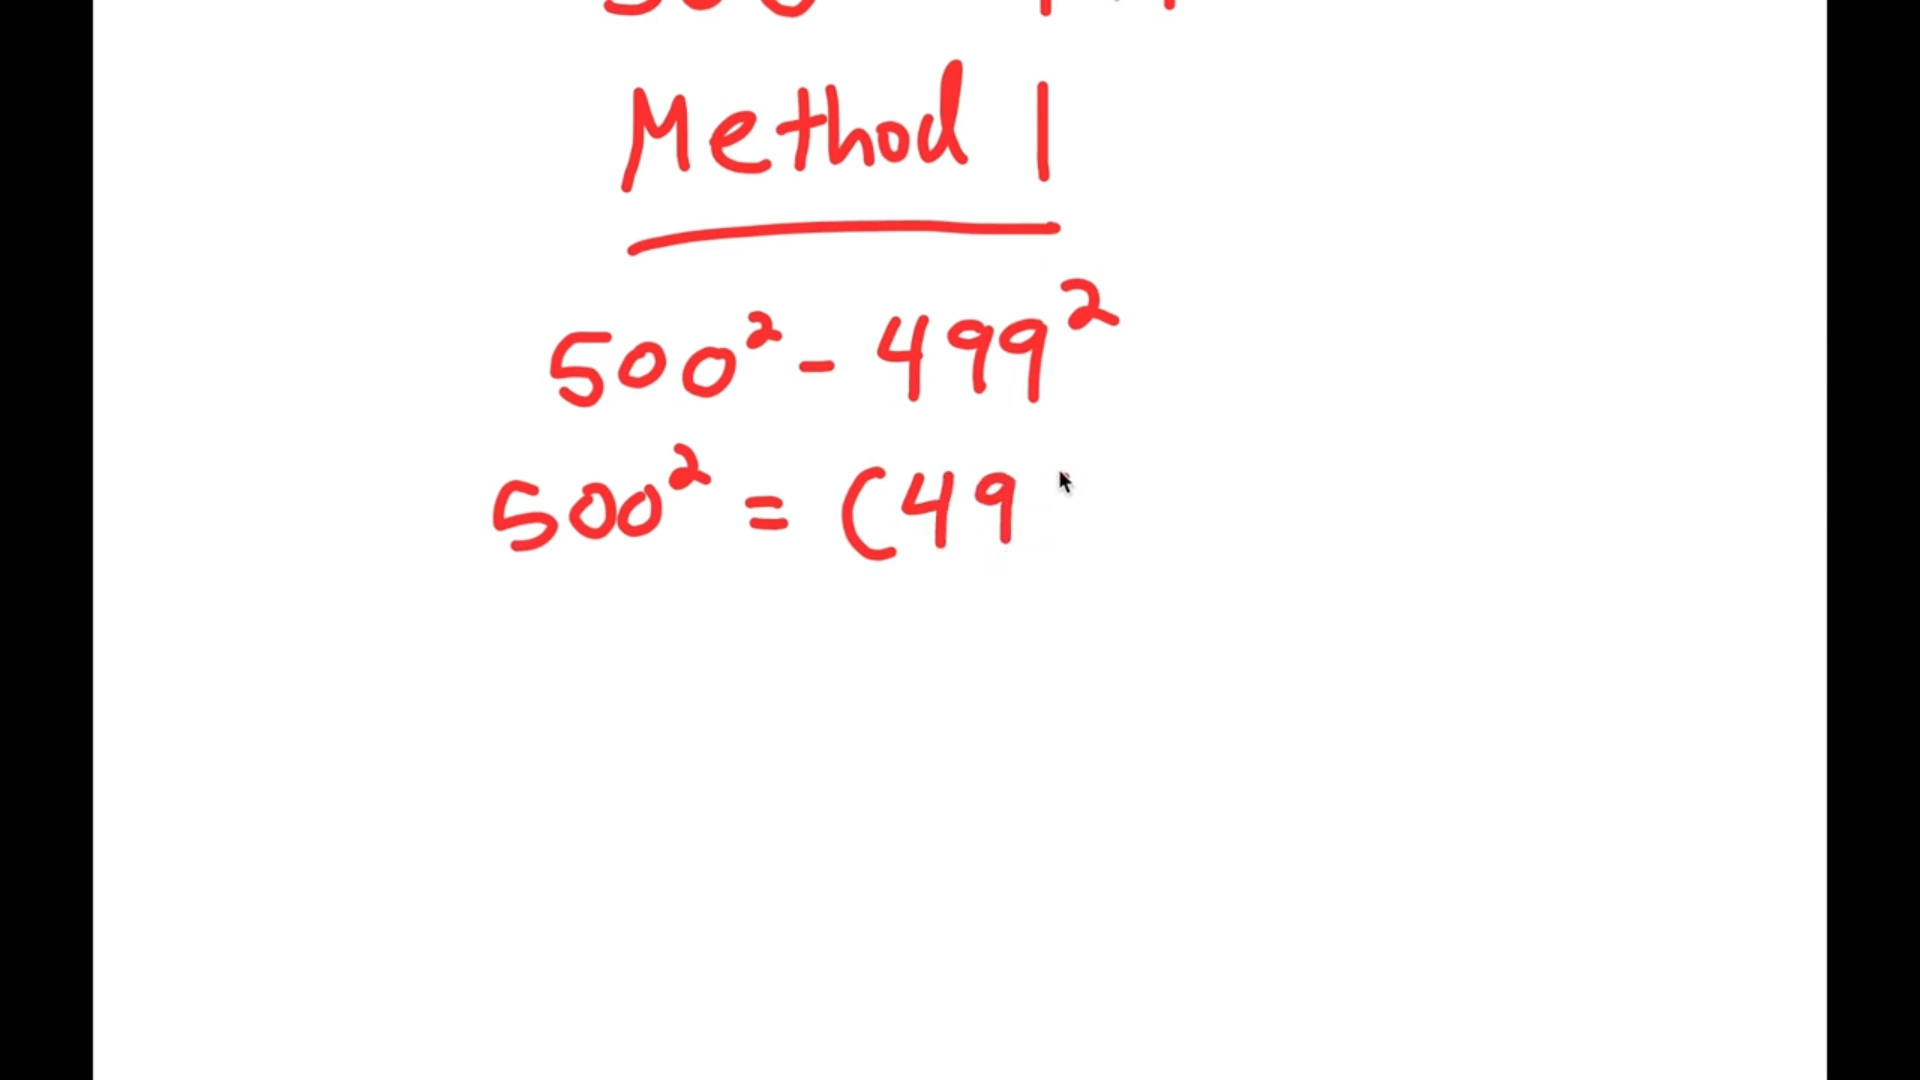 Method 1
500² - 499²
500² = (49